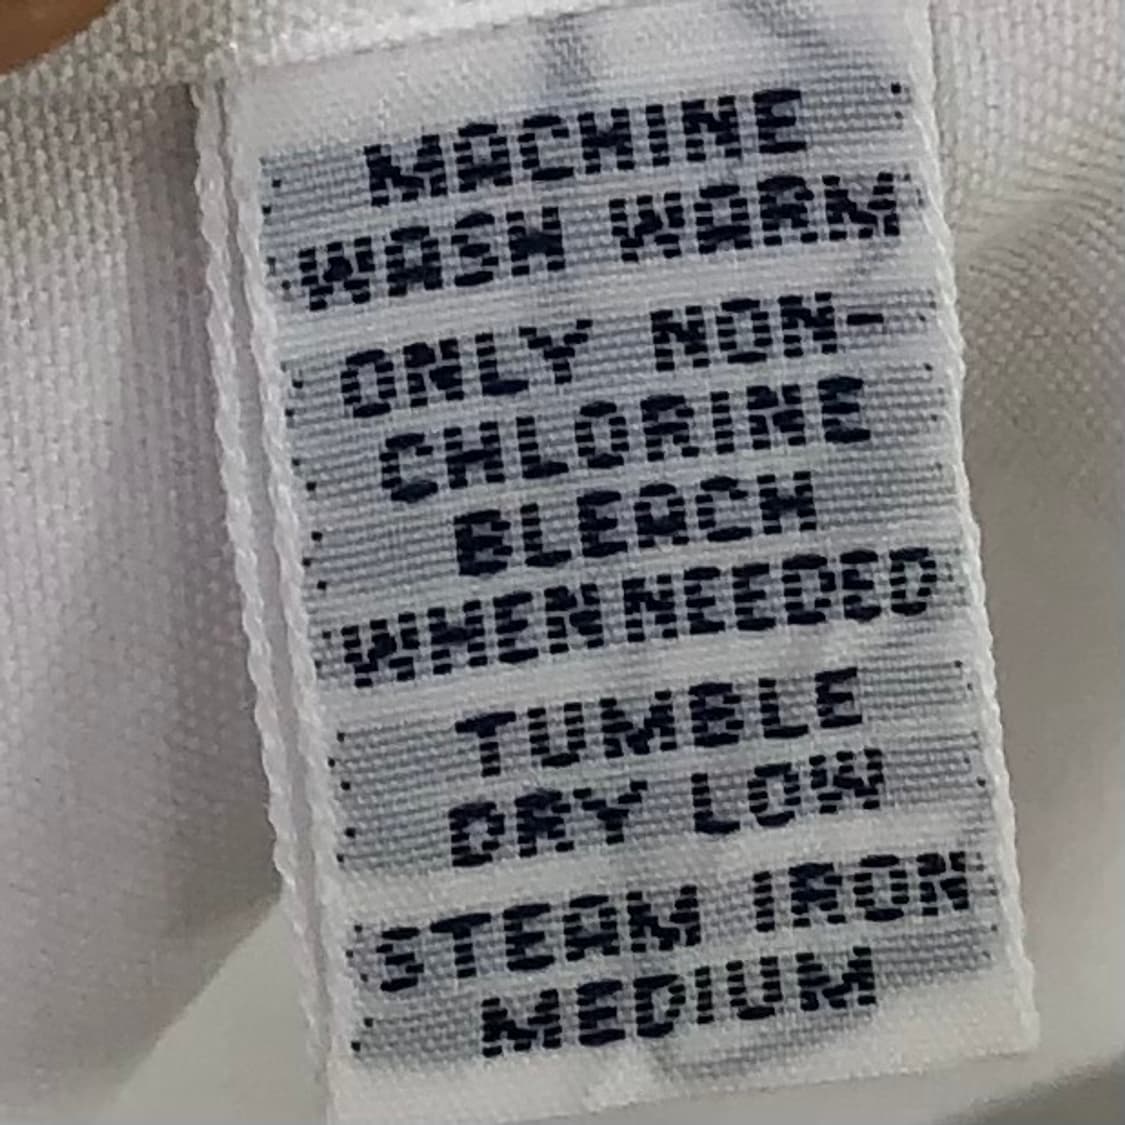 MACHINE
WASH WARM
ONLY NON-
CHLORINE
BLEACH
WHEN NEEDED
TUMBLE
DRY LOW
STEAM IRON
MEDIUM